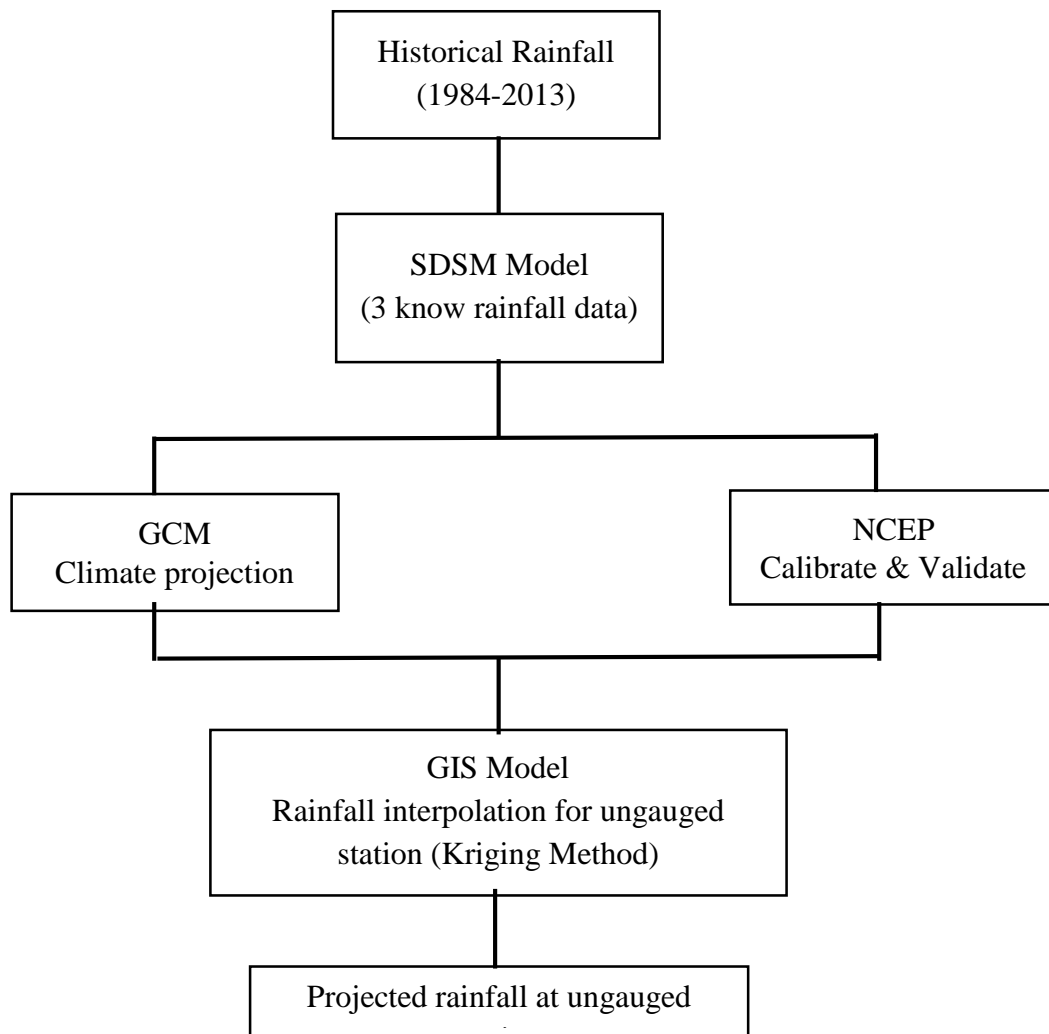 Historical Rainfall
(1984-2013)
SDSM Model
(3 know rainfall data)
GCM
Climate projection
NCEP
Calibrate & Validate
GIS Model
Rainfall interpolation for ungauged
station (Kriging Method)
Projected rainfall at ungauged